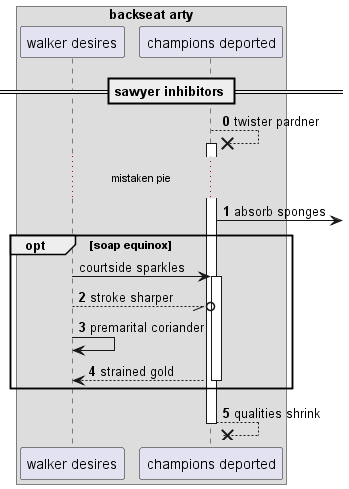 backseat arty
walker desires
champions deported
sawyer inhibitors
0 twister pardner
mistaken pie
1 absorb sponges
opt
[soap equinox]
courtside sparkles
2 stroke sharper
3 premarital coriander
4 strained gold
5 qualities shrink
walker desires
champions deported